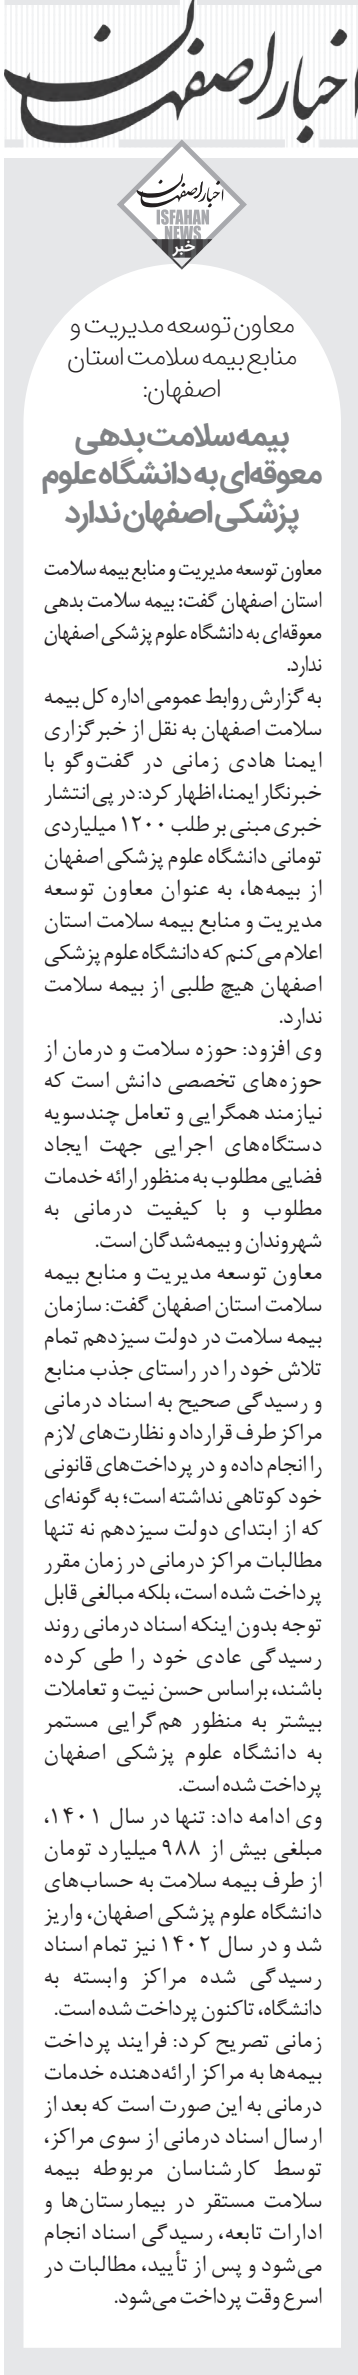 اخبار اصفهان
اخبار اصفهان
ISFAHAN
NEWS
خبر
معاون توسعه مدیریت و
منابع بیمه سلامت استان
اصفهان:
بیمه سلامت بدهی
معوقه‌ای به دانشگاه علوم
پزشکی اصفهان ندارد
معاون توسعه مدیریت و منابع بیمه سلامت
استان اصفهان گفت: بیمه سلامت بدهی
معوقه‌ای به دانشگاه علوم پزشکی اصفهان
ندارد.
به گزارش روابط عمومی اداره کل بیمه
سلامت اصفهان به نقل از خبرگزاری
ایمنا هادی زمانی در گفت‌وگو با
خبرنگار ایمنا، اظهار کرد: در پی انتشار
خبری مبنی بر طلب ۱۲۰۰ میلیاردی
تومانی دانشگاه علوم پزشکی اصفهان
از بیمه‌ها، به عنوان معاون توسعه
مدیریت و منابع بیمه سلامت استان
اعلام می‌کنم که دانشگاه علوم پزشکی
اصفهان هیچ طلبی از بیمه سلامت
ندارد.
وی افزود: حوزه سلامت و درمان از
حوزه‌های تخصصی دانش است که
نیازمند همگرایی و تعامل چندسویه
دستگاه‌های اجرایی جهت ایجاد
فضایی مطلوب به منظور ارائه خدمات
مطلوب و با کیفیت درمانی به
شهروندان و بیمه‌شدگان است.
معاون توسعه مدیریت و منابع بیمه
سلامت استان اصفهان گفت: سازمان
بیمه سلامت در دولت سیزدهم تمام
تلاش خود را در راستای جذب منابع
و رسیدگی صحیح به اسناد درمانی
مراکز طرف قرارداد و نظارت‌های لازم
را انجام داده و در پرداخت‌های قانونی
خود کوتاهی نداشته است؛ به گونه‌ای
که از ابتدای دولت سیزدهم نه تنها
مطالبات مراکز درمانی در زمان مقرر
پرداخت شده است، بلکه مبالغی قابل
توجه بدون اینکه اسناد درمانی روند
رسیدگی عادی خود را طی کرده
باشند، براساس حسن نیت و تعاملات
بیشتر به منظور هم‌گرایی مستمر
به دانشگاه علوم پزشکی اصفهان
پرداخت شده است.
وی ادامه داد: تنها در سال ۱۴۰۱،
مبلغی بیش از ۹۸۸ میلیارد تومان
از طرف بیمه سلامت به حساب‌های
دانشگاه علوم پزشکی اصفهان، واریز
شد و در سال ۱۴۰۲ نیز تمام اسناد
رسیدگی شده مراکز وابسته به
دانشگاه، تاکنون پرداخت شده است.
زمانی تصریح کرد: فرایند پرداخت
بیمه‌ها به مراکز ارائه‌دهنده خدمات
درمانی به این صورت است که بعد از
ارسال اسناد درمانی از سوی مراکز،
توسط کارشناسان مربوطه بیمه
سلامت مستقر در بیمارستان‌ها و
ادارات تابعه، رسیدگی اسناد انجام
می‌شود و پس از تأیید، مطالبات در
اسرع وقت پرداخت می‌شود.